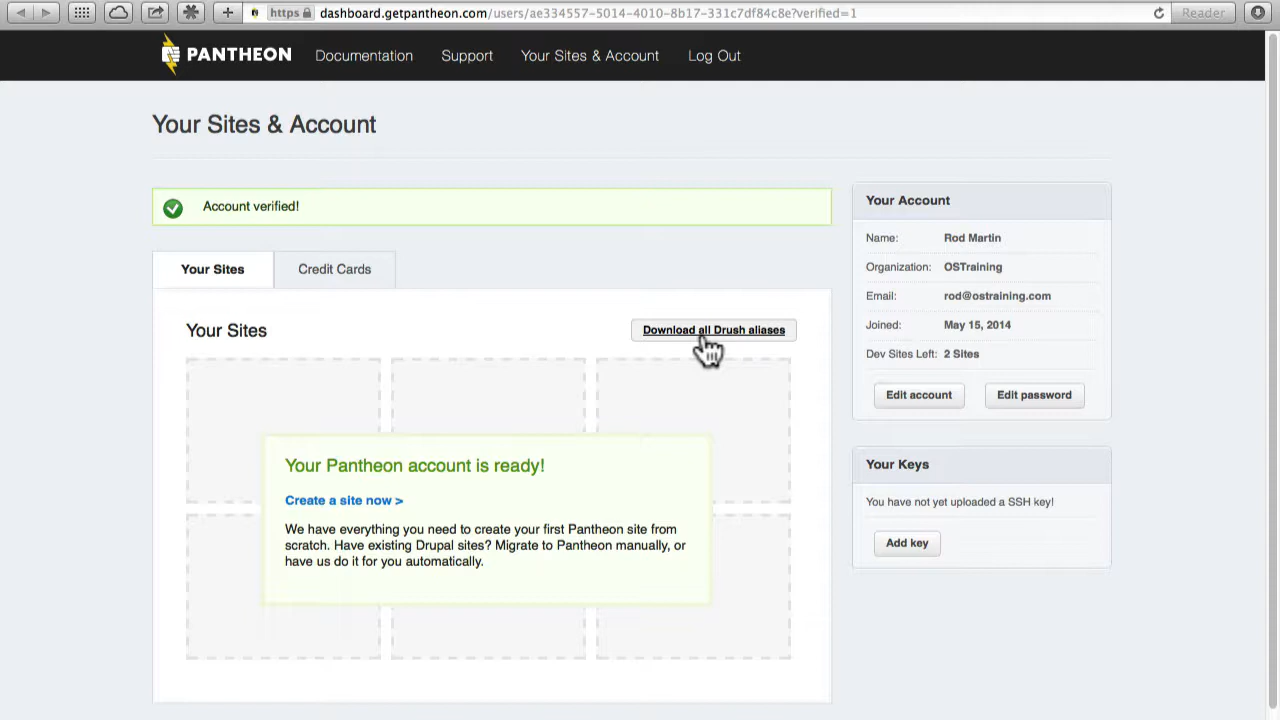 https dashboard.getpantheon.com/users/ae334557-5014-4010-8b17-331c7df84c8e?verified=1 Reader
PANTHEON Documentation Support Your Sites & Account Log Out
Your Sites & Account
Account verified!
Your Sites Credit Cards
Your Sites
Download all Drush aliases
Your Pantheon account is ready!
Create a site now >
We have everything you need to create your first Pantheon site from
scratch. Have existing Drupal sites? Migrate to Pantheon manually, or
have us do it for you automatically.
Your Account
Name: Rod Martin
Organization: OSTraining
Email: rod@ostraining.com
Joined: May 15, 2014
Dev Sites Left: 2 Sites
Edit account Edit password
Your Keys
You have not yet uploaded a SSH key!
Add key